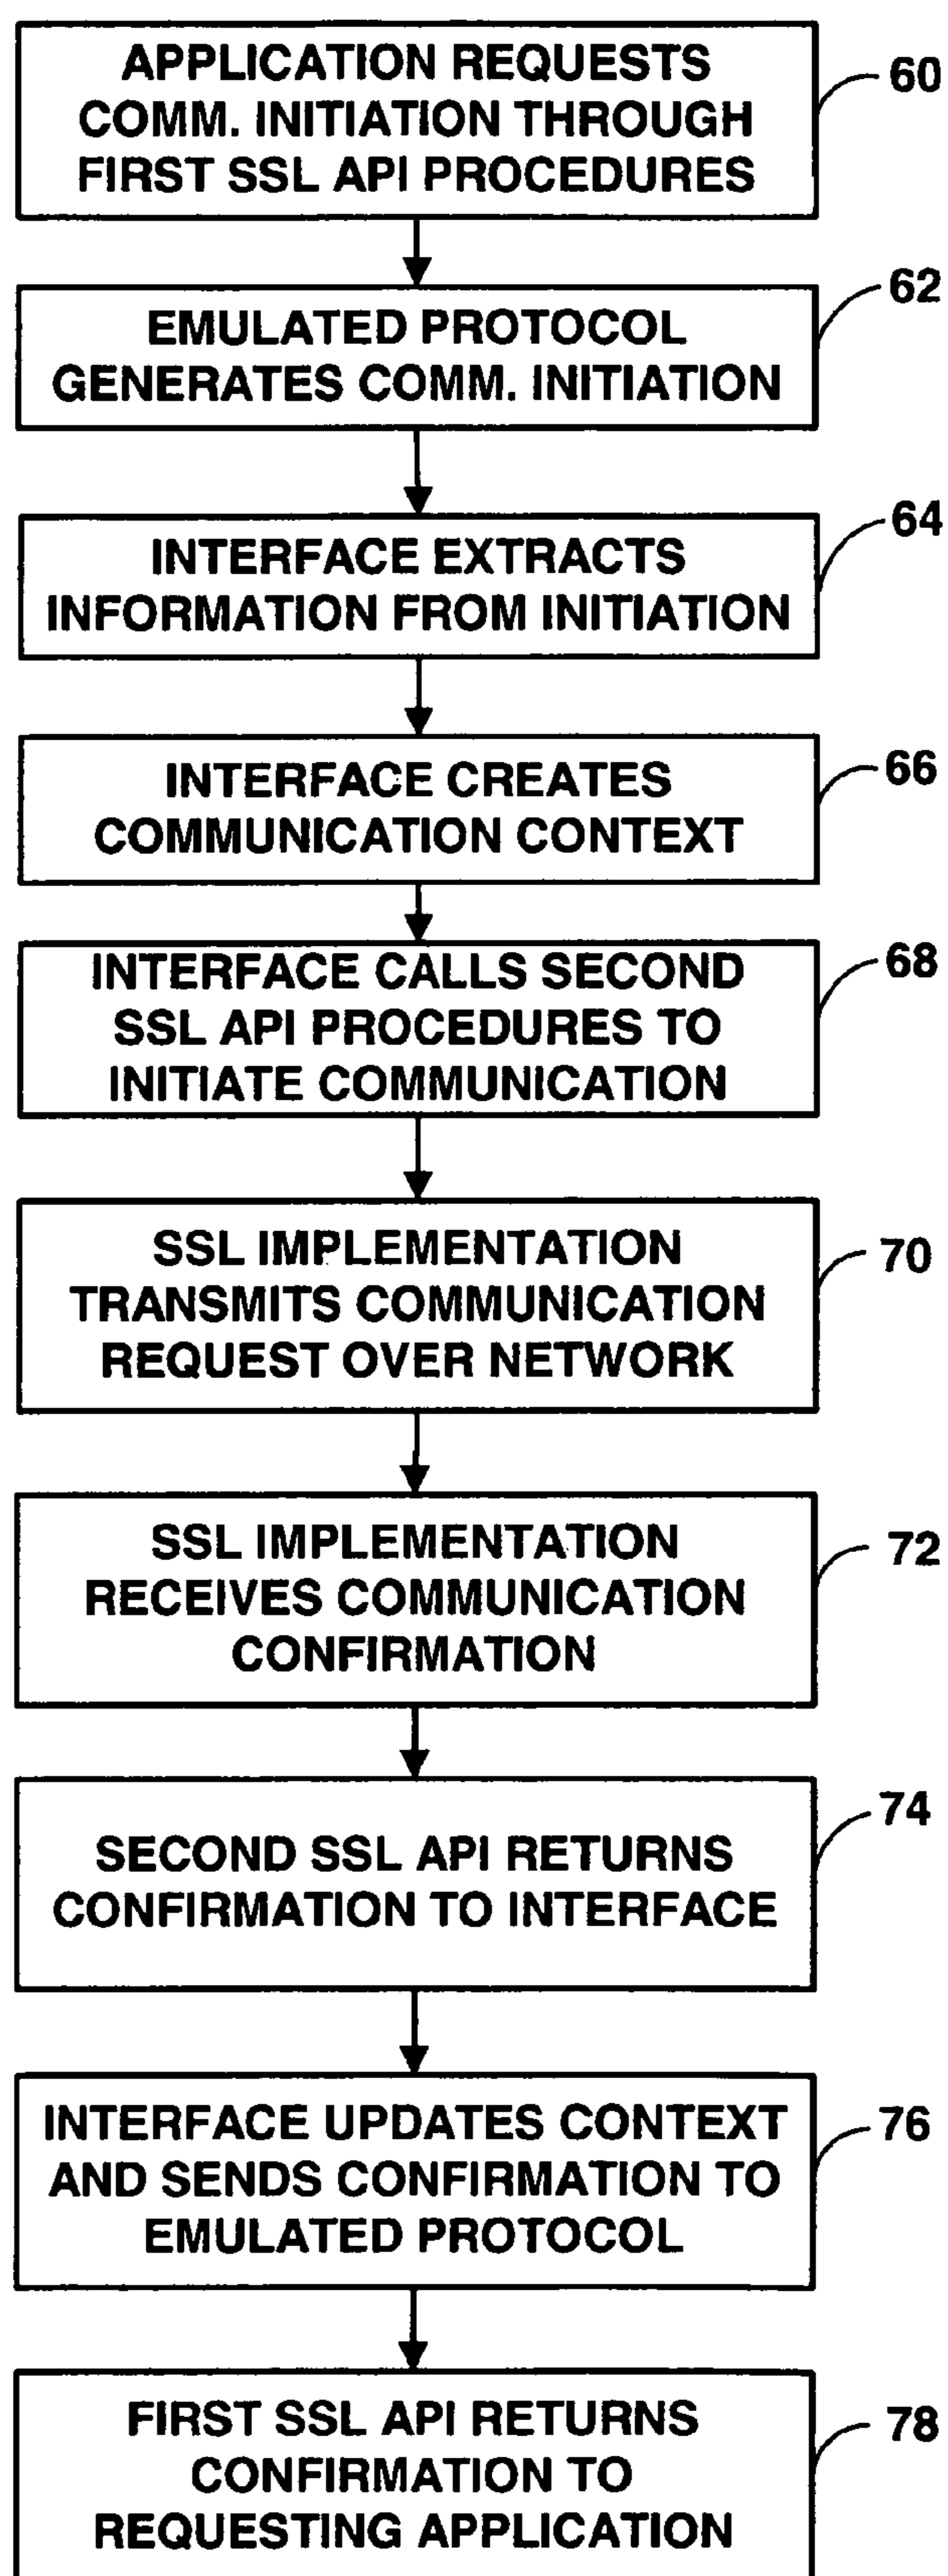 APPLICATION REQUESTS
COMM. INITIATION THROUGH
FIRST SSL API PROCEDURES
60
EMULATED PROTOCOL
GENERATES COMM. INITIATION
62
INTERFACE EXTRACTS
INFORMATION FROM INITIATION
64
INTERFACE CREATES
COMMUNICATION CONTEXT
66
INTERFACE CALLS SECOND
SSL API PROCEDURES TO
INITIATE COMMUNICATION
68
SSL IMPLEMENTATION
TRANSMITS COMMUNICATION
REQUEST OVER NETWORK
70
SSL IMPLEMENTATION
RECEIVES COMMUNICATION
CONFIRMATION
72
SECOND SSL API RETURNS
CONFIRMATION TO INTERFACE
74
INTERFACE UPDATES CONTEXT
AND SENDS CONFIRMATION TO
EMULATED PROTOCOL
76
FIRST SSL API RETURNS
CONFIRMATION TO
REQUESTING APPLICATION
78